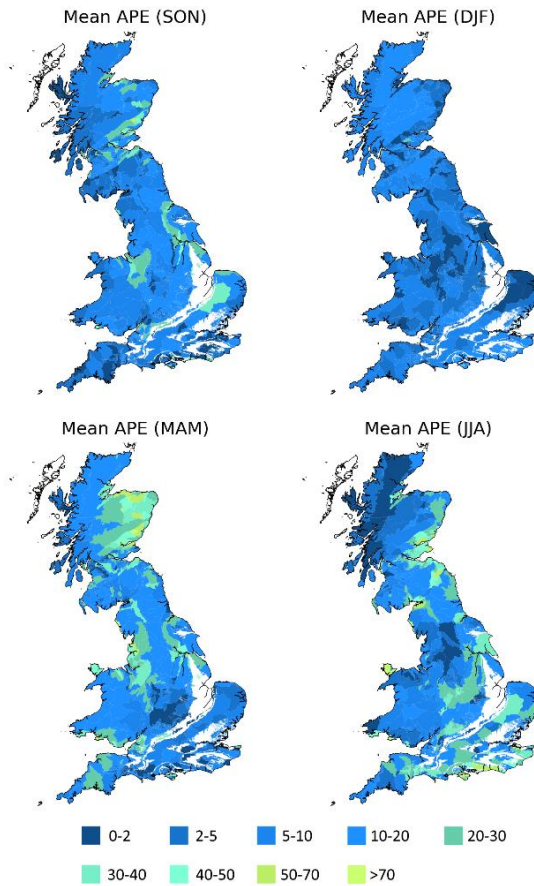 Mean APE (SON) Mean APE (DJF)
Mean APE (MAM) Mean APE (JJA)
0-2 2-5 5-10 10-20 20-30
30-40 40-50 50-70 >70